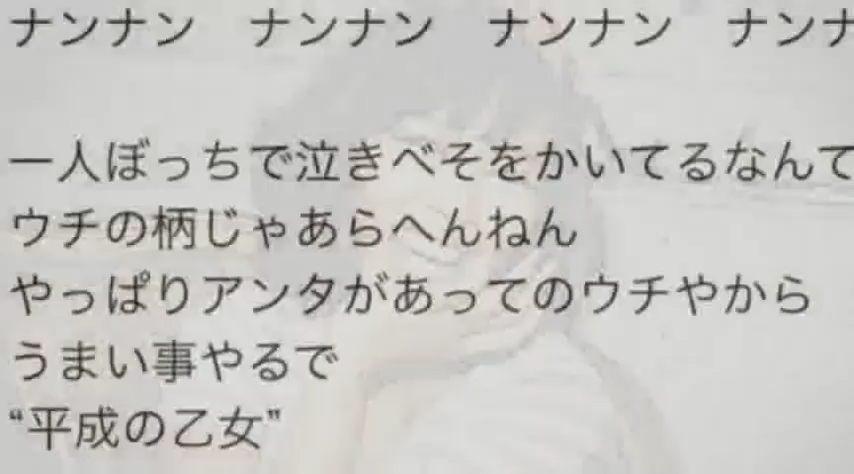 ナンナン　ナンナン　ナンナン　ナンナ
一人ぼっちで泣きべそをかいてるなんて
ウチの柄じゃあらへんねん
やっぱりアンタがあってのウチやから
うまい事やるで
“平成の乙女”